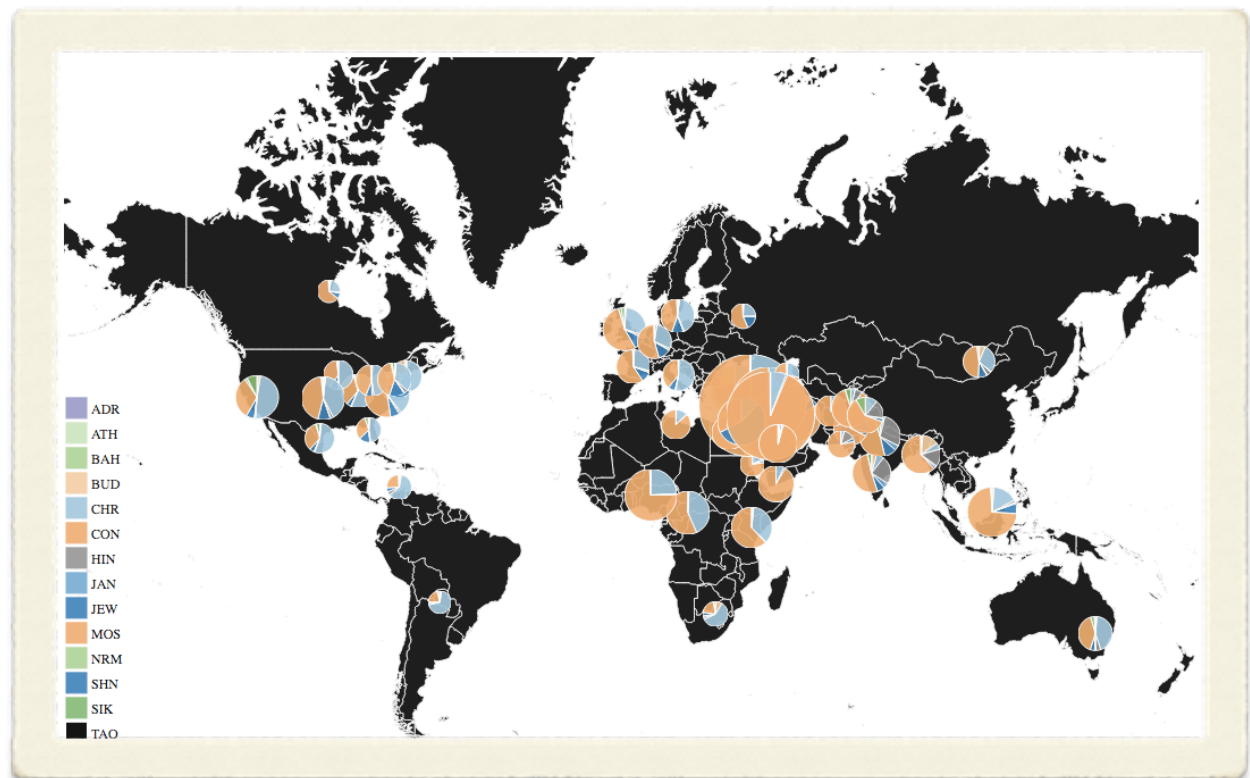 ADR
ATH
BAH
BUD
CHR
CON
HIN
JAN
JEW
MOS
NRM
SHN
SIK
TAO